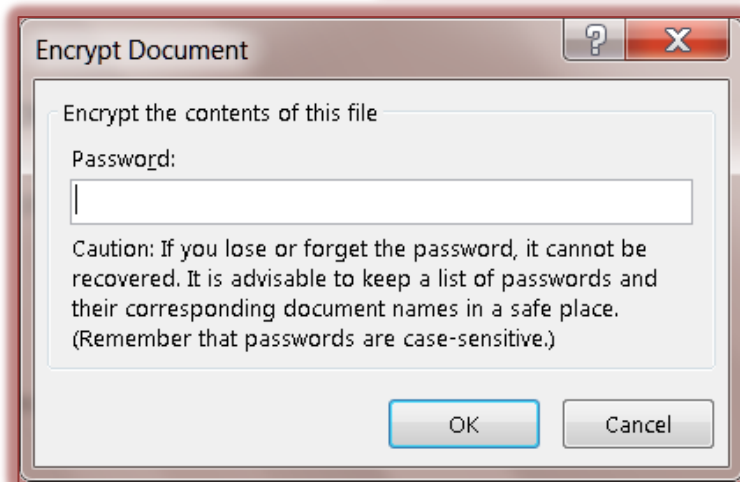 Encrypt Document
Encrypt the contents of this file
Password:
Caution: If you lose or forget the password, it cannot be
recovered. It is advisable to keep a list of passwords and
their corresponding document names in a safe place.
(Remember that passwords are case-sensitive.)
OK
Cancel